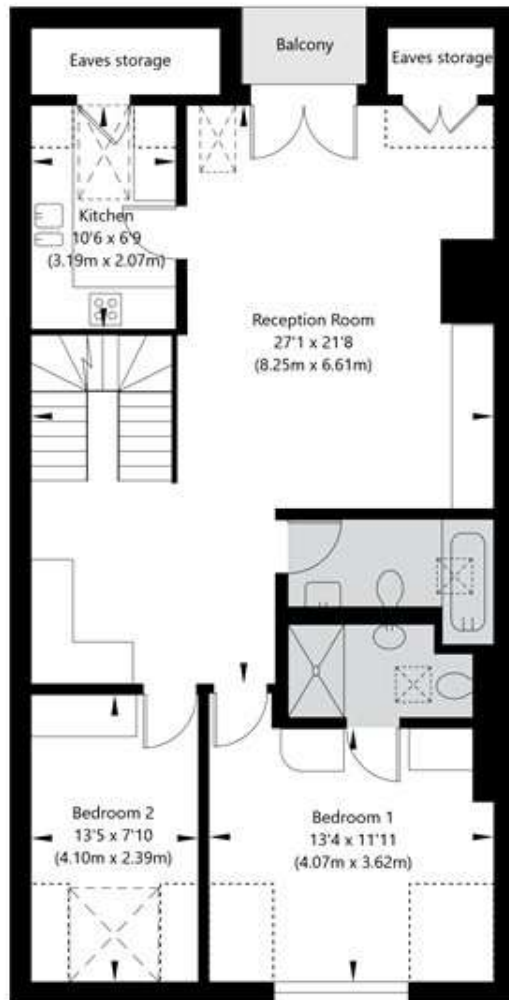 Eaves storage
Balcony
Eaves storage
Kitchen
10'6 x 6'9
(3.19m x 2.07m)
Reception Room
27'1 x 21'8
(8.25m x 6.61m)
Bedroom 2
13'5 x 7'10
(4.10m x 2.39m)
Bedroom 1
13'4 x 11'11
(4.07m x 3.62m)